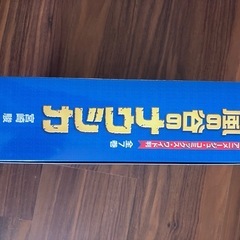 アニメージュ・コミックス・ワイド判
風の谷のナウシカ
全7巻
宮崎 駿